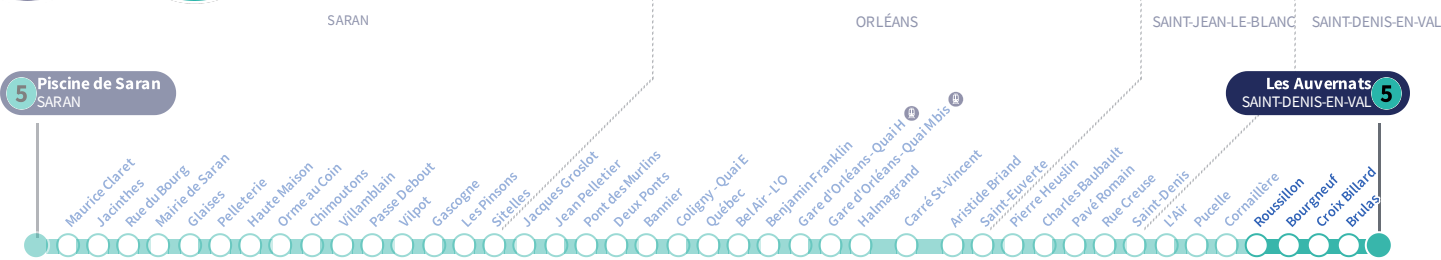 SARAN
ORLÉANS
SAINT-JEAN-LE-BLANC
SAINT-DENIS-EN-VAL
5
Piscine de Saran
SARAN
Les Auvernats
SAINT-DENIS-EN-VAL
5
Maurice Claret
Jacinthes
Rue du Bourg
Mairie de Saran
Glaises
Pelleterie
Haute Maison
Orme au Coin
Chimoutons
Villamblain
Passe Debout
Vilpot
Gascogne
Les Pinsons
Sitelles
Jacques Groslot
Jean Pelletier
Pont des Murlins
Deux Ponts
Bannier
Coligny - Quai E
Québec
Bel Air - L'O
Benjamin Franklin
Gare d'Orléans - Quai H
Gare d'Orléans - Quai Mbis
Halmagrand
Carré St-Vincent
Aristide Briand
Saint-Euverte
Pierre Heuslin
Charles Baubault
Pavé Romain
Rue Creuse
Saint-Denis
L'Air
Pucelle
Cornaillère
Roussillon
Bourgneuf
Croix Billard
Brulas